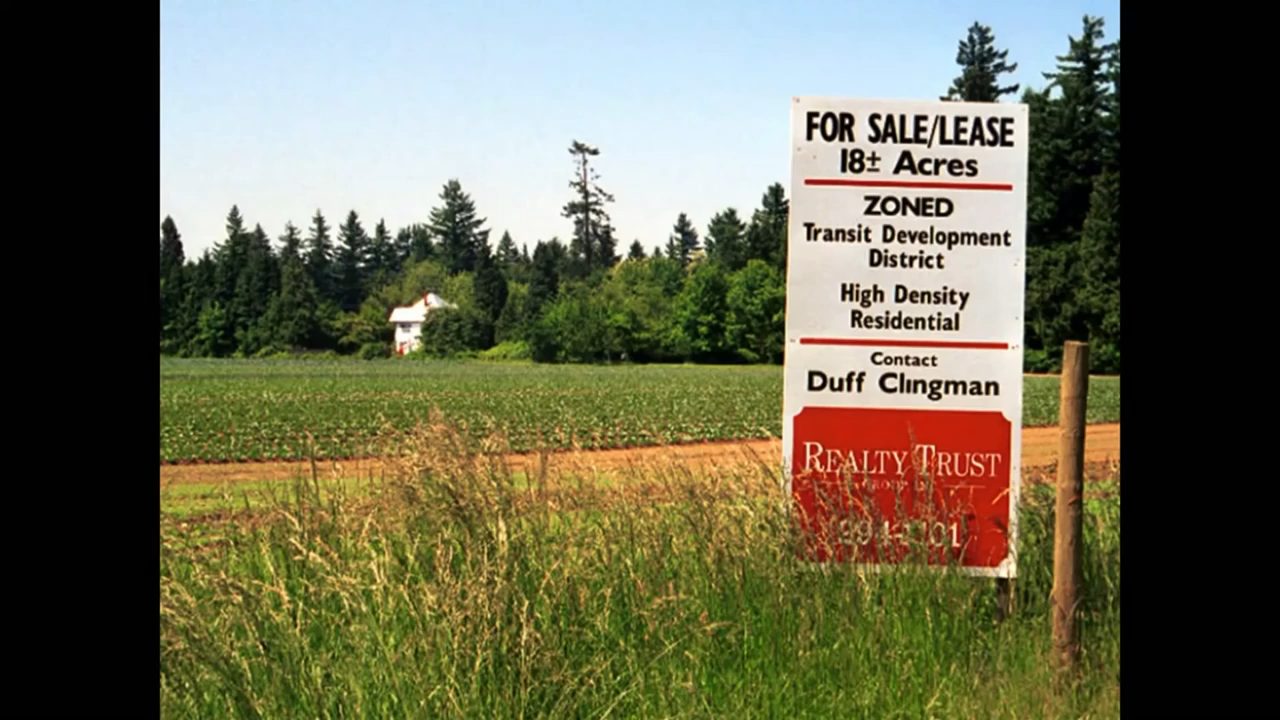 FOR SALE/LEASE
18± Acres
ZONED
Transit Development
District
High Density
Residential
Contact
Duff Clingman
REALTY TRUST